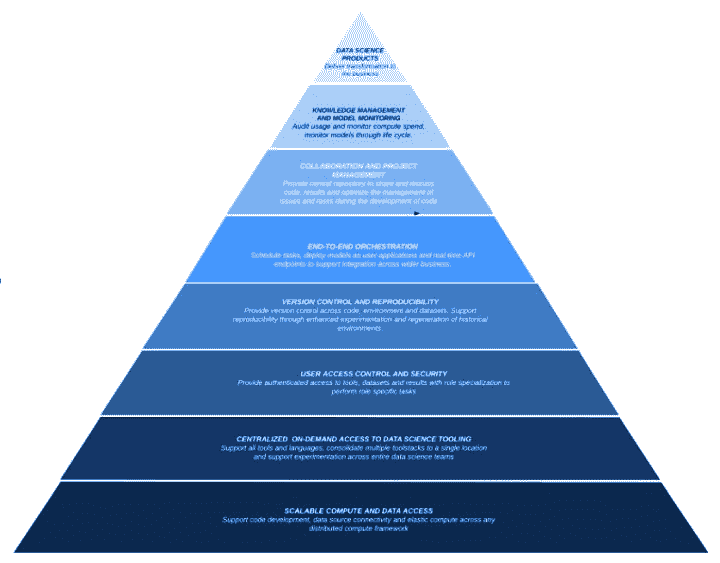 DATA SCIENCE
PRODUCTS
Deliver transformation to
the business
KNOWLEDGE MANAGEMENT
AND MODEL MONITORING
Audit usage and monitor compute spend,
monitor models through life cycle.
COLLABORATION AND PROJECT
MANAGEMENT
Provide central repository to share and discuss
code, results and optimize the management of
issues and tasks during the development of code
END-TO-END ORCHESTRATION
Schedule tasks, deploy models as user applications and real time API
endpoints to support integration across wider business.
VERSION CONTROL AND REPRODUCIBILITY
Provide version control across code, environment and datasets. Support
reproducibility through enhanced experimentation and regeneration of historical
environments.
USER ACCESS CONTROL AND SECURITY
Provide authenticated access to tools, datasets and results with role specialization to
perform role specific tasks
CENTRALIZED ON-DEMAND ACCESS TO DATA SCIENCE TOOLING
Support all tools and languages, consolidate multiple toolstacks to a single location
and support experimentation across entire data science teams
SCALABLE COMPUTE AND DATA ACCESS
Support code development, data source connectivity and elastic compute across any
distributed compute framework